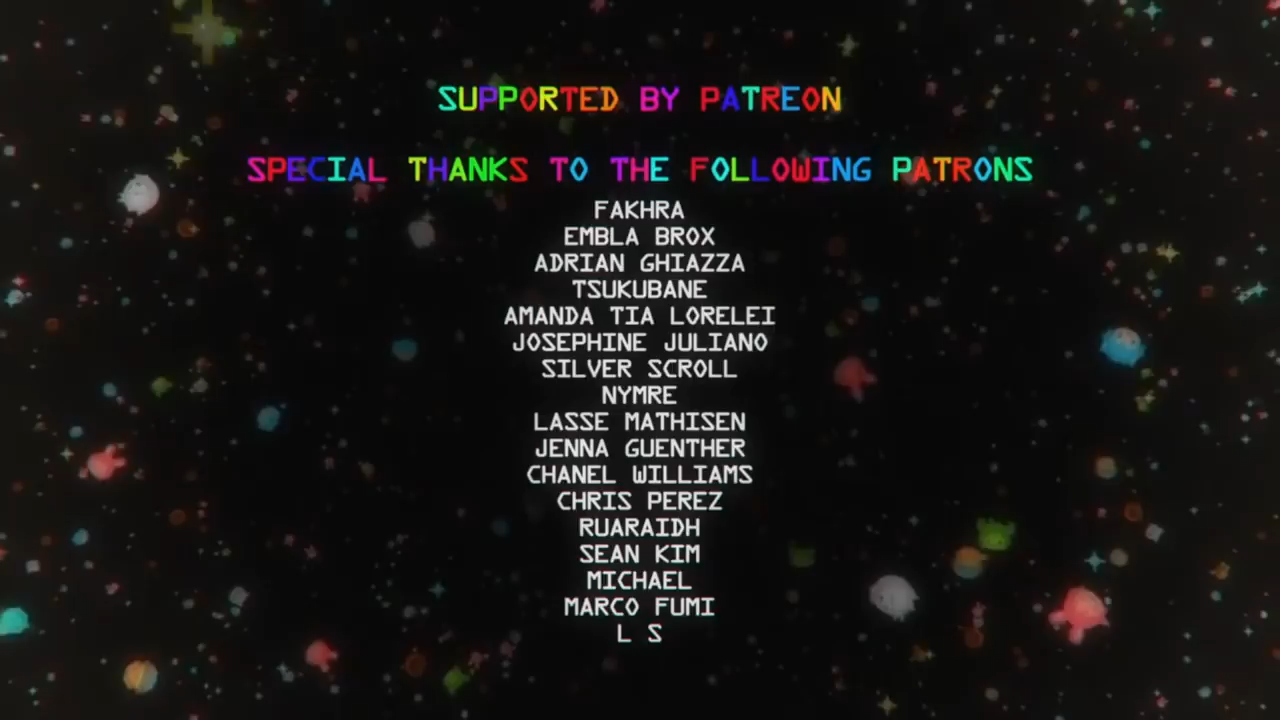 SUPPORTED BY PATREON
SPECIAL THANKS TO THE FOLLOWING PATRONS
FAKHRA
EMBLA BROX
ADRIAN GHIAZZA
TSUKUBANE
AMANDA TIA LORELEI
JOSEPHINE JULIANO
SILVER SCROLL
NYMRE
LASSE MATHISEN
JENNA GUENTHER
CHANEL WILLIAMS
CHRIS PEREZ
RUARAIDH
SEAN KIM
MICHAEL
MARCO FUMI
L S